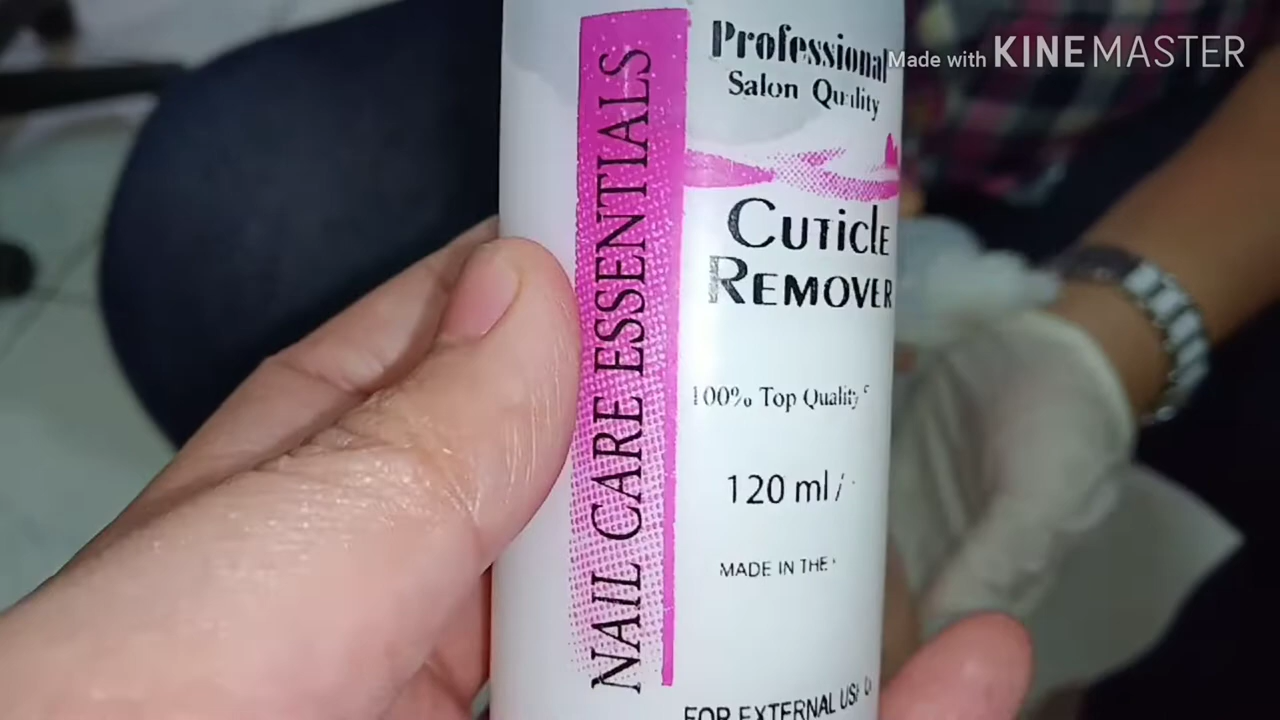 NAIL CARE ESSENTIALS
Professional
Salon Quality
CUTICLE
REMOVER
100% Top Quality
120 ml /
MADE IN THE
FOR EXTERNAL USE
Made with KINEMASTER